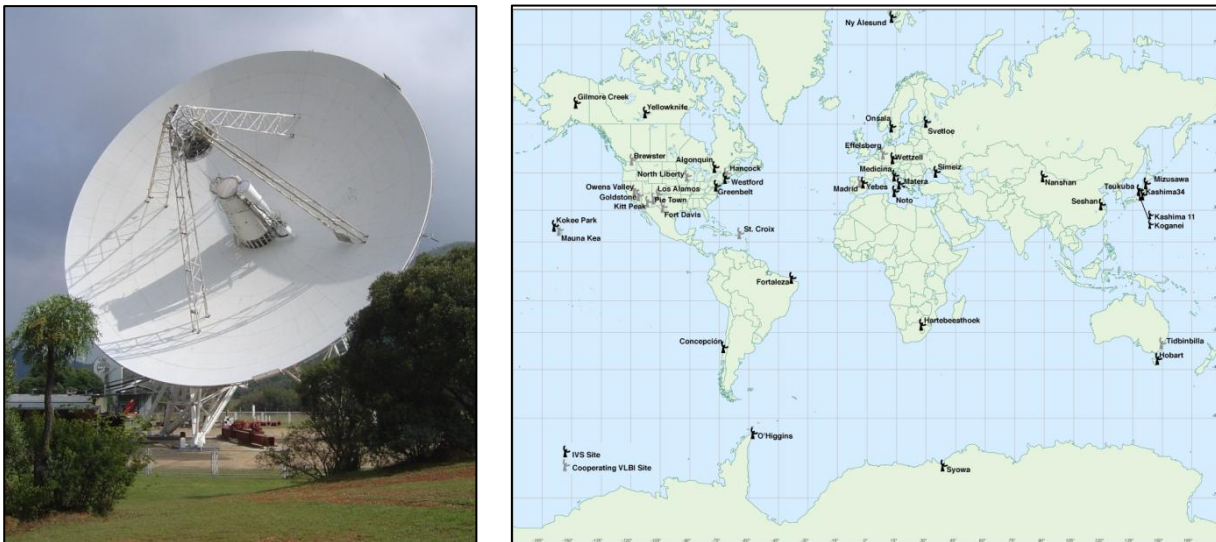 Ny Ålesund
Gilmore Creek
Yellowknife
Onsala
Svetloe
Effelsberg
Brewster
Algonquin
Hancock
Wettzell
North Liberty
Medicina
Simeiz
Nanshan
Mizusawa
Westford
Owens Valley
Los Alamos
Greenbelt
Madrid
Yebes
Matera
Tsukuba
Kashima34
Goldstone
Pie Town
Noto
Seshan
Kitt Peak
Fort Davis
Kashima 11
Kokee Park
Koganei
Mauna Kea
St. Croix
Fortaleza
Hartebeeathoek
Concepción
Tidbinbilla
Hobart
O'Higgins
IVS Site
Cooperating VLBI Site
Syowa